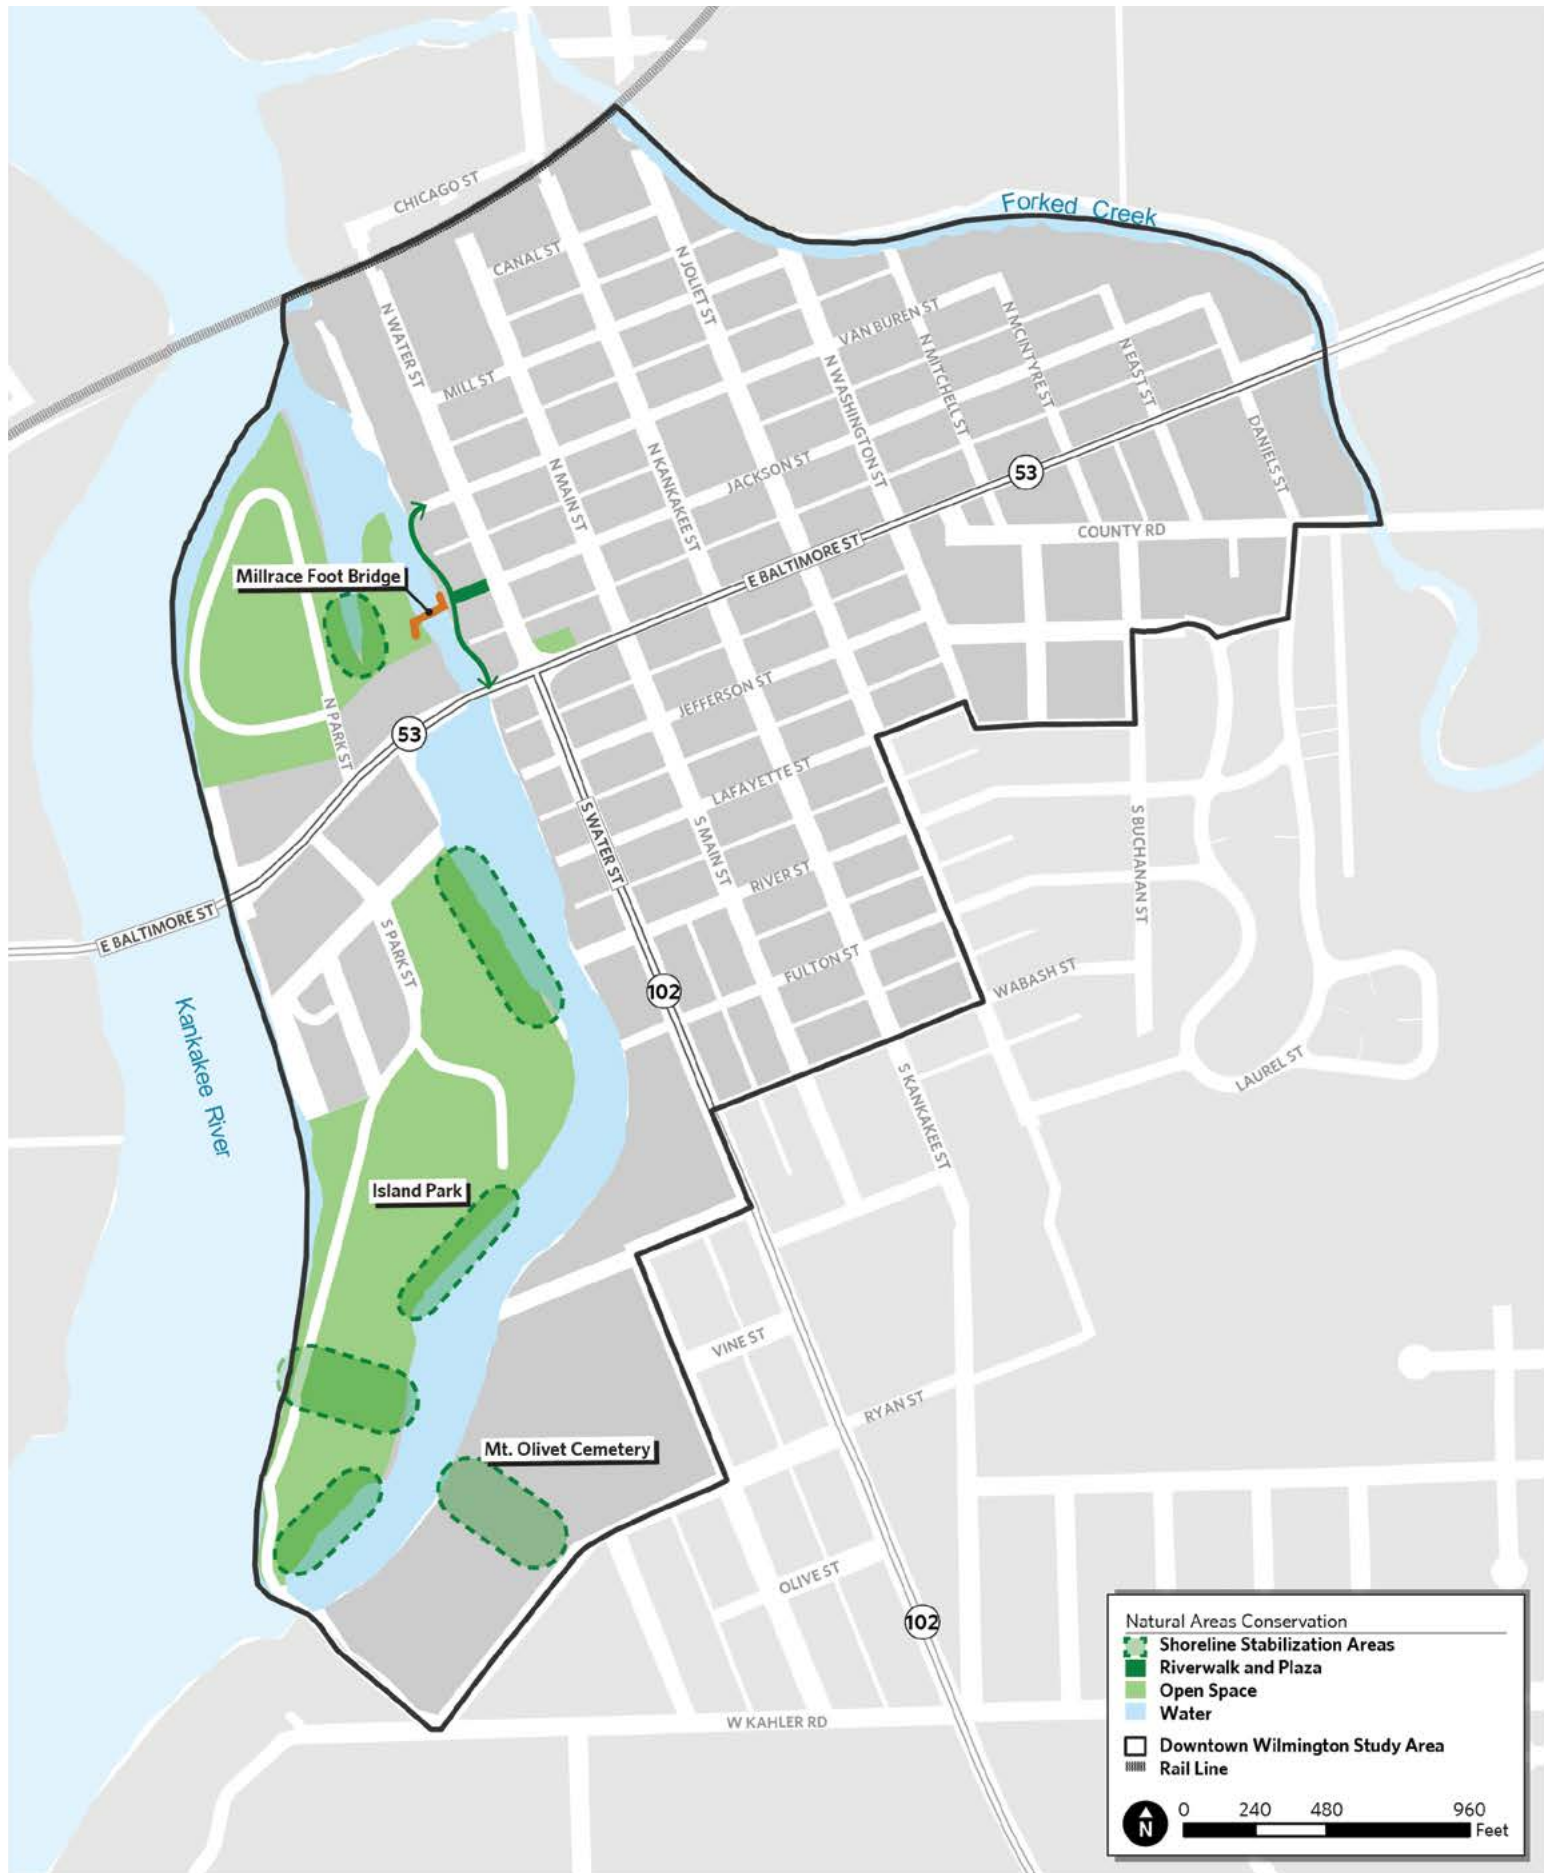 Forked Creek
CHICAGO ST
CANAL ST
N JOLIET ST
N WATER ST
MILL ST
VAN BUREN ST
N MCINTYRE ST
N MITCHELL ST
N EAST ST
N WASHINGTON ST
DANIELS ST
N MAIN ST
N KANKAKEE ST
JACKSON ST
53
COUNTY RD
E BALTIMORE ST
Millrace Foot Bridge
N PARK ST
53
JEFFERSON ST
LAFAYETTE ST
S WATER ST
S MAIN ST
RIVER ST
S BUCHANAN ST
E BALTIMORE ST
S PARK ST
FULTON ST
WABASH ST
102
Kankakee River
LAUREL ST
S KANKAKEE ST
Island Park
VINE ST
RYAN ST
Mt. Olivet Cemetery
OLIVE ST
102
W KAHLER RD
Natural Areas Conservation
Shoreline Stabilization Areas
Riverwalk and Plaza
Open Space
Water
Downtown Wilmington Study Area
Rail Line
N
0 240 480 960
Feet